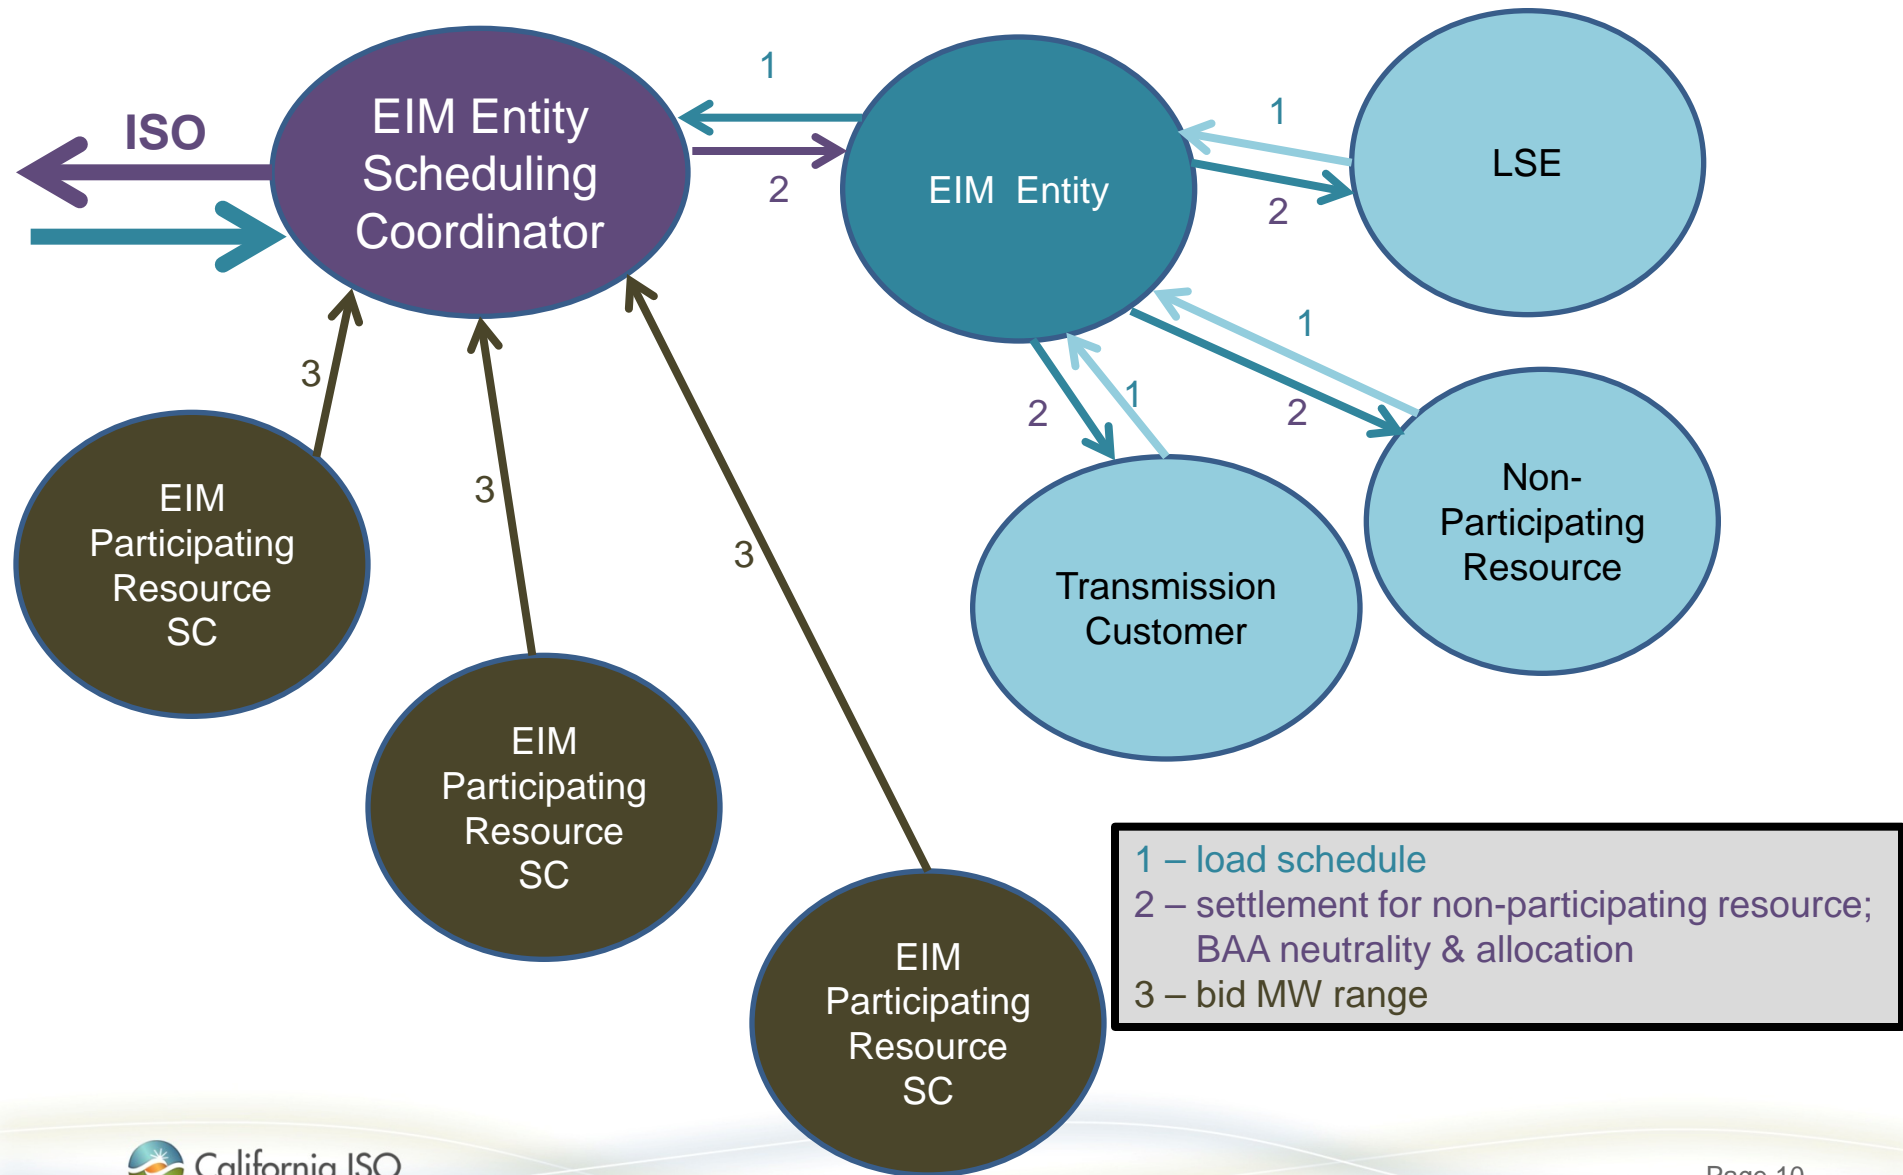 ISO
EIM Entity
Scheduling
Coordinator
1
2
EIM Entity
1
2
LSE
1
2
2
1
3
3
3
EIM
Participating
Resource
SC
EIM
Participating
Resource
SC
EIM
Participating
Resource
SC
Transmission
Customer
Non-
Participating
Resource
1 – load schedule
2 – settlement for non-participating resource;
BAA neutrality & allocation
3 – bid MW range
California ISO
Page 10